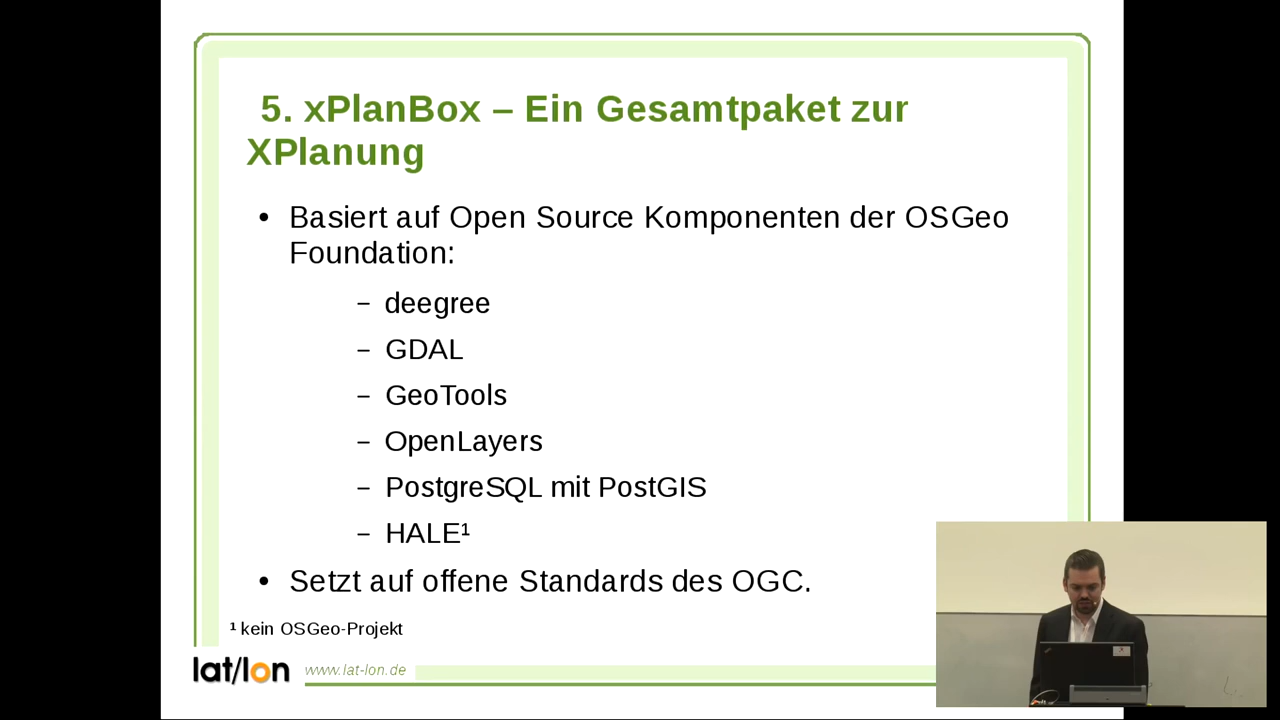 5. xPlanBox – Ein Gesamtpaket zur
XPlanung
• Basiert auf Open Source Komponenten der OSGeo
Foundation:
– deegree
– GDAL
– GeoTools
– OpenLayers
– PostgreSQL mit PostGIS
– HALE¹
• Setzt auf offene Standards des OGC.
¹ kein OSGeo-Projekt
lat/lon www.lat-lon.de